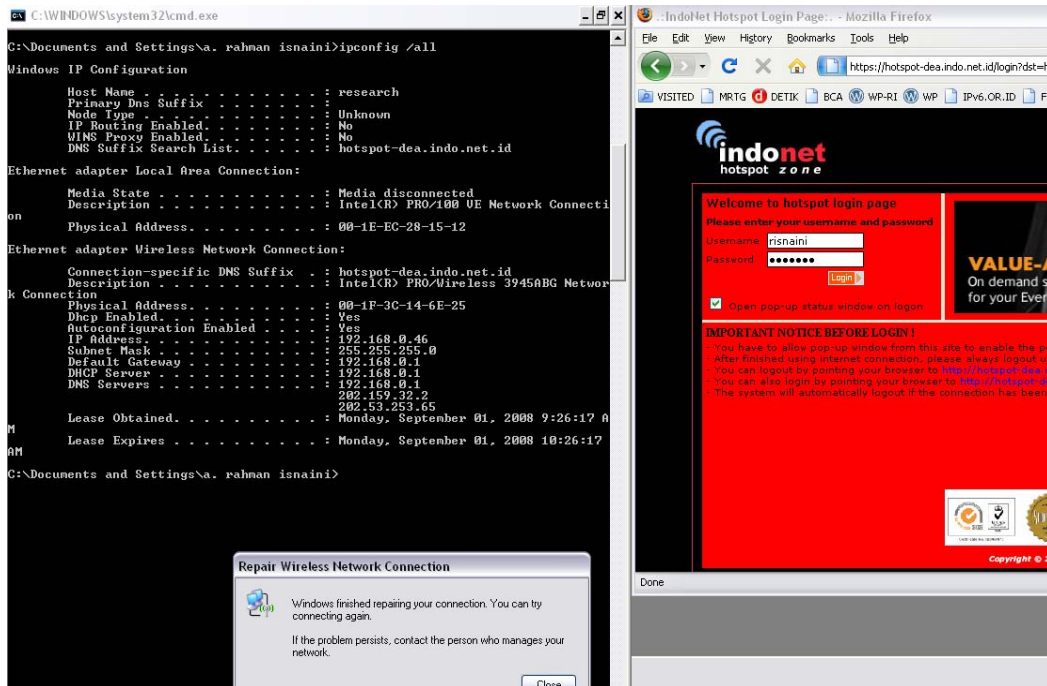 C:\WINDOWS\system32\cmd.exe
C:\Documents and Settings\a. rahman isnaini>ipconfig /all
Windows IP Configuration
Host Name . . . . . . . . . . . . : research
Primary Dns Suffix . . . . . . . :
Node Type . . . . . . . . . . . . : Unknown
IP Routing Enabled. . . . . . . . : No
WINS Proxy Enabled. . . . . . . . : No
DNS Suffix Search List. . . . . . : hotspot-dea.indo.net.id
Ethernet adapter Local Area Connection:
Media State . . . . . . . . . . . : Media disconnected
Description . . . . . . . . . . . : Intel(R) PRO/100 VE Network Connecti
on
Physical Address. . . . . . . . . : 00-1E-EC-28-15-12
Ethernet adapter Wireless Network Connection:
Connection-specific DNS Suffix . : hotspot-dea.indo.net.id
Description . . . . . . . . . . . : Intel(R) PRO/Wireless 3945ABG Networ
k Connection
Physical Address. . . . . . . . . : 00-1F-3C-14-6E-25
Dhcp Enabled. . . . . . . . . . . : Yes
Autoconfiguration Enabled . . . . : Yes
IP Address. . . . . . . . . . . . : 192.168.0.46
Subnet Mask . . . . . . . . . . . : 255.255.255.0
Default Gateway . . . . . . . . . : 192.168.0.1
DHCP Server . . . . . . . . . . . : 192.168.0.1
DNS Servers . . . . . . . . . . . : 192.168.0.1
202.159.32.2
202.53.253.65
Lease Obtained. . . . . . . . . . : Monday, September 01, 2008 9:26:17 A
M
Lease Expires . . . . . . . . . . : Monday, September 01, 2008 10:26:17
AM
C:\Documents and Settings\a. rahman isnaini>
Repair Wireless Network Connection
Windows finished repairing your connection. You can try
connecting again.
If the problem persists, contact the person who manages your
network.
Close
.:IndoNet Hotspot Login Page:. - Mozilla Firefox
File Edit View History Bookmarks Tools Help
https://hotspot-dea.indo.net.id/login?dst=h
VISITED MRTG DETIK BCA WP-RI WP IPv6.OR.ID F
indonet
hotspot zone
Welcome to hotspot login page
Please enter your username and password
Username risnaini
Password
Login
Open pop-up status window on logon
VALUE-A
On demand s
for your Even
IMPORTANT NOTICE BEFORE LOGIN !
- You have to allow pop-up window from this site to enable the p
- After finished using internet connection, please always logout u
- You can logout by pointing your browser to http://hotspot-dea.i
- You can also login by pointing your browser to http://hotspot-d
- The system will automatically logout if the connection has been
Copyright ©
Done